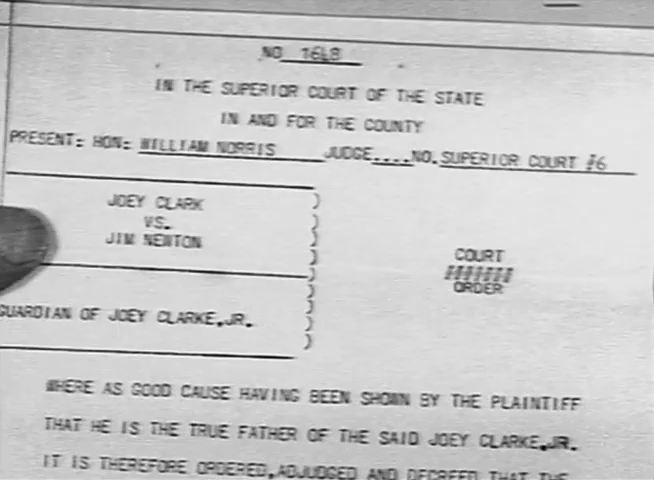 NO 16L8
IN THE SUPERIOR COURT OF THE STATE
IN AND FOR THE COUNTY
PRESENT: HON: WILLIAM NORRIS JUDGE....NO. SUPERIOR COURT #6
JOEY CLARK )
VS. )
JIM NEWTON )
COURT
#######
ORDER
GUARDIAN OF JOEY CLARKE,JR. )
WHERE AS GOOD CAUSE HAVING BEEN SHOWN BY THE PLAINTIFF
THAT HE IS THE TRUE FATHER OF THE SAID JOEY CLARKE,JR.
IT IS THEREFORE ORDERED,ADJUDGED AND DECREED THAT THE